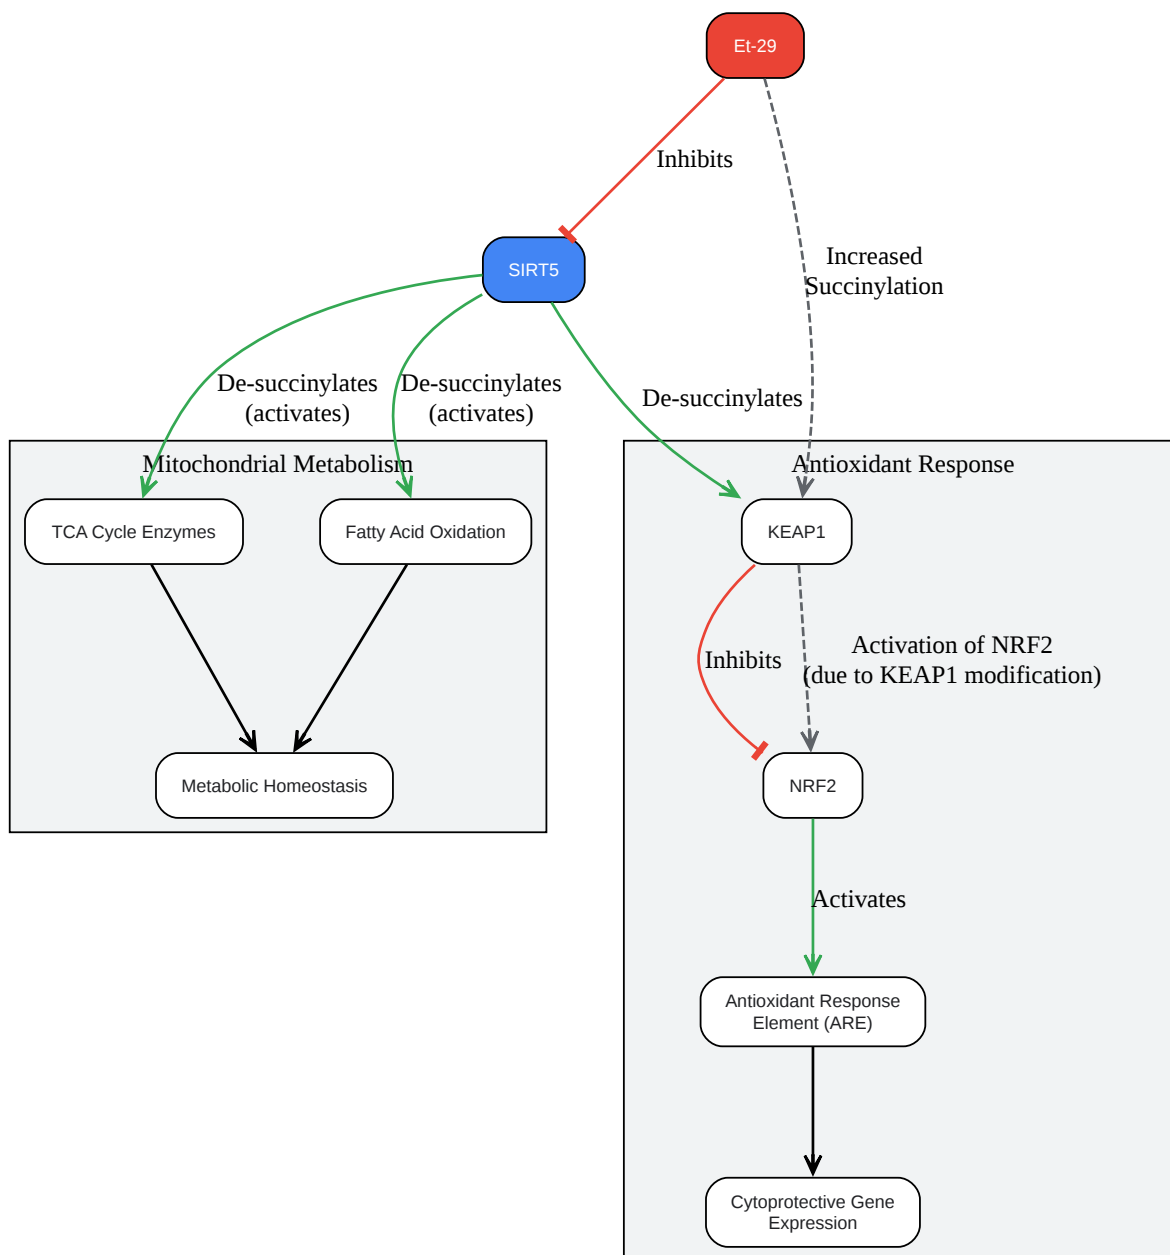 Et-29
Inhibits
Increased
Succinylation
SIRT5
De-succinylates
(activates)
De-succinylates
(activates)
De-succinylates
Mitochondrial Metabolism
Antioxidant Response
TCA Cycle Enzymes
Fatty Acid Oxidation
KEAP1
Inhibits
Activation of NRF2
(due to KEAP1 modification)
Metabolic Homeostasis
NRF2
Activates
Antioxidant Response
Element (ARE)
Cytoprotective Gene
Expression